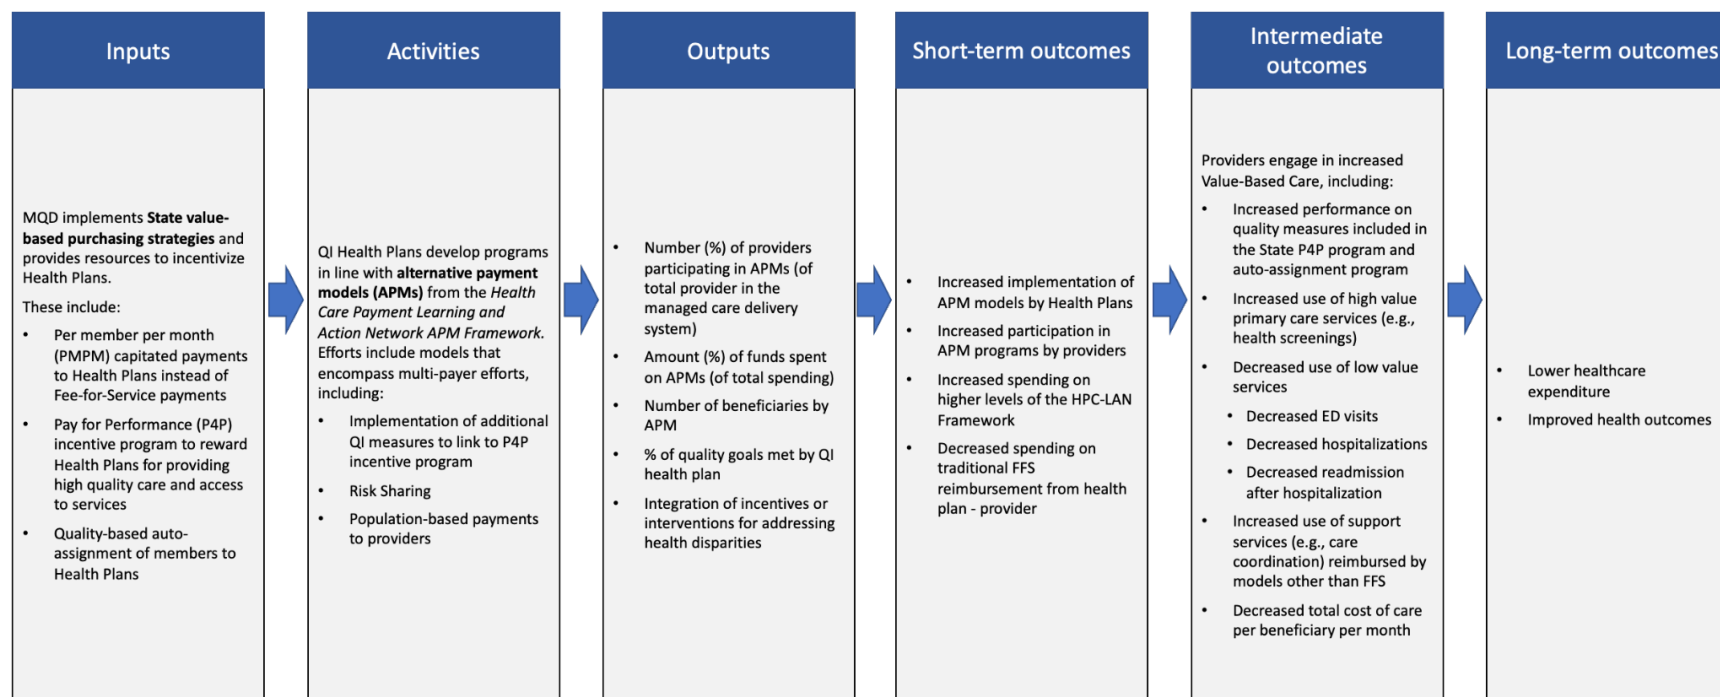 Inputs
MQD implements State value-
based purchasing strategies and
provides resources to incentivize
Health Plans.
These include:
• Per member per month
(PMPM) capitated payments
to Health Plans instead of
Fee-for-Service payments
• Pay for Performance (P4P)
incentive program to reward
Health Plans for providing
high quality care and access
to services
• Quality-based auto-
assignment of members to
Health Plans
Activities
QI Health Plans develop programs
in line with alternative payment
models (APMs) from the Health
Care Payment Learning and
Action Network APM Framework.
Efforts include models that
encompass multi-payer efforts,
including:
• Implementation of additional
QI measures to link to P4P
incentive program
• Risk Sharing
• Population-based payments
to providers
Outputs
• Number (%) of providers
participating in APMs (of
total provider in the
managed care delivery
system)
• Amount (%) of funds spent
on APMs (of total spending)
• Number of beneficiaries by
APM
• % of quality goals met by QI
health plan
• Integration of incentives or
interventions for addressing
health disparities
Short-term outcomes
• Increased implementation of
APM models by Health Plans
• Increased participation in
APM programs by providers
• Increased spending on
higher levels of the HPC-LAN
Framework
• Decreased spending on
traditional FFS
reimbursement from health
plan - provider
Intermediate
outcomes
Providers engage in increased
Value-Based Care, including:
• Increased performance on
quality measures included in
the State P4P program and
auto-assignment program
• Increased use of high value
primary care services (e.g.,
health screenings)
• Decreased use of low value
services
• Decreased ED visits
• Decreased hospitalizations
• Decreased readmission
after hospitalization
• Increased use of support
services (e.g., care
coordination) reimbursed by
models other than FFS
• Decreased total cost of care
per beneficiary per month
Long-term outcomes
• Lower healthcare
expenditure
• Improved health outcomes